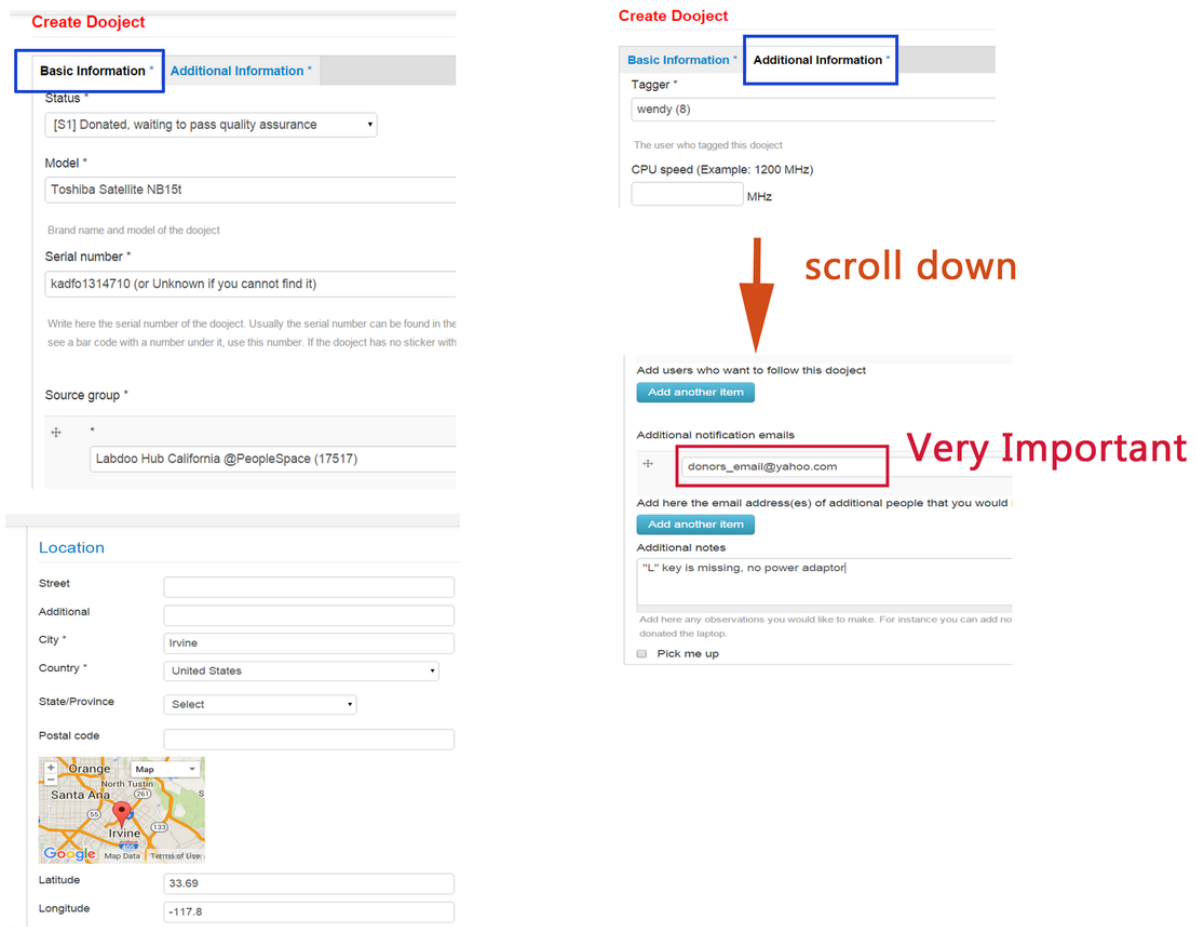 Create Dooject
Basic Information * Additional Information *
Status *
[S1] Donated, waiting to pass quality assurance
Model *
Toshiba Satellite NB15t
Brand name and model of the dooject
Serial number *
kadfo1314710 (or Unknown if you cannot find it)
Write here the serial number of the dooject. Usually the serial number can be found in the
see a bar code with a number under it, use this number. If the dooject has no sticker with
Source group *
*
Labdoo Hub California @PeopleSpace (17517)
Location
Street
Additional
City *
Irvine
Country *
United States
State/Province
Select
Postal code
+
Orange
Map
−
North Tustin
Santa Ana
261
S
55
Irvine
133
405
Google Map Data Terms of Use
Latitude
33.69
Longitude
-117.8
Create Dooject
Basic Information * Additional Information *
Tagger *
wendy (8)
The user who tagged this dooject
CPU speed (Example: 1200 MHz)
MHz
scroll down
Add users who want to follow this dooject
Add another item
Additional notification emails
Very Important
donors_email@yahoo.com
Add here the email address(es) of additional people that you would
Add another item
Additional notes
"L" key is missing, no power adaptor
Add here any observations you would like to make. For instance you can add no
donated the laptop.
Pick me up